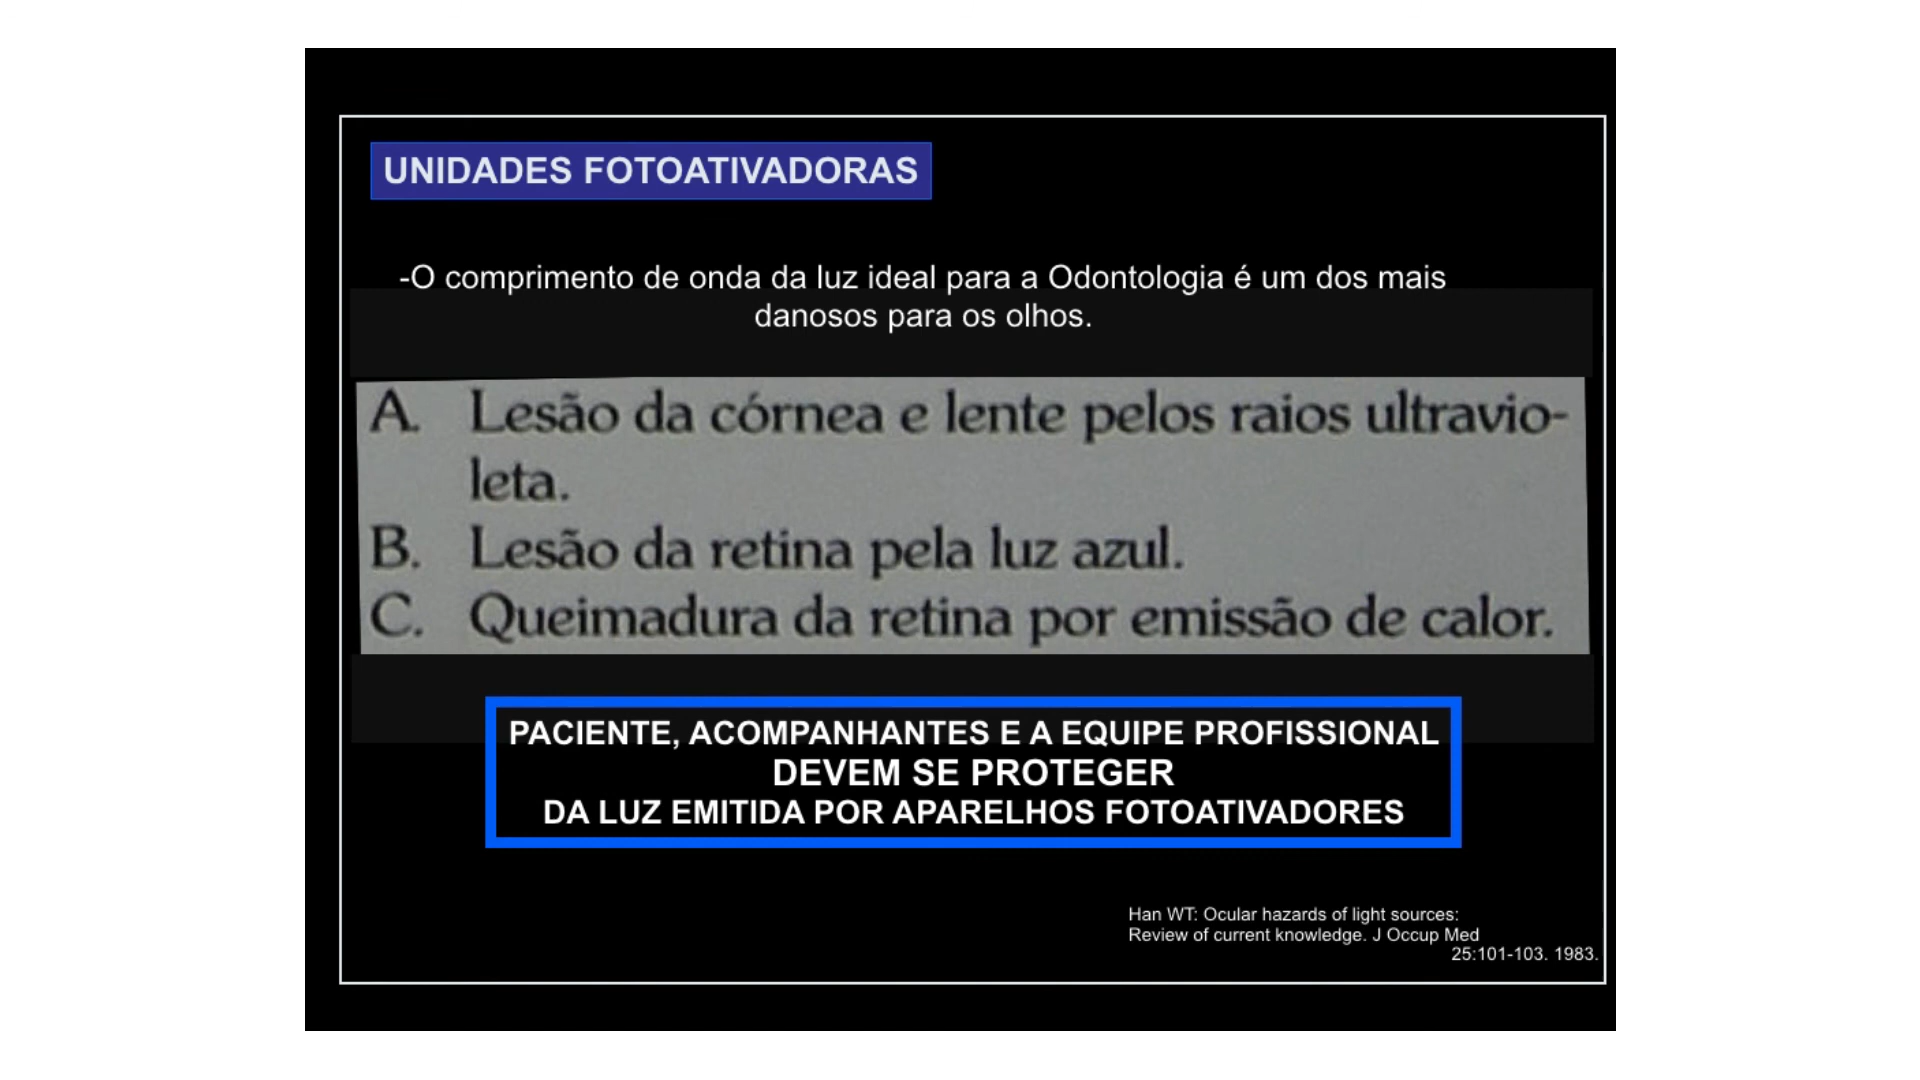 UNIDADES FOTOATIVADORAS
-O comprimento de onda da luz ideal para a Odontologia é um dos mais
danosos para os olhos.
A. Lesão da córnea e lente pelos raios ultravio-
leta.
B. Lesão da retina pela luz azul.
C. Queimadura da retina por emissão de calor.
PACIENTE, ACOMPANHANTES E A EQUIPE PROFISSIONAL
DEVEM SE PROTEGER
DA LUZ EMITIDA POR APARELHOS FOTOATIVADORES
Han WT: Ocular hazards of light sources:
Review of current knowledge. J Occup Med
25:101-103. 1983.